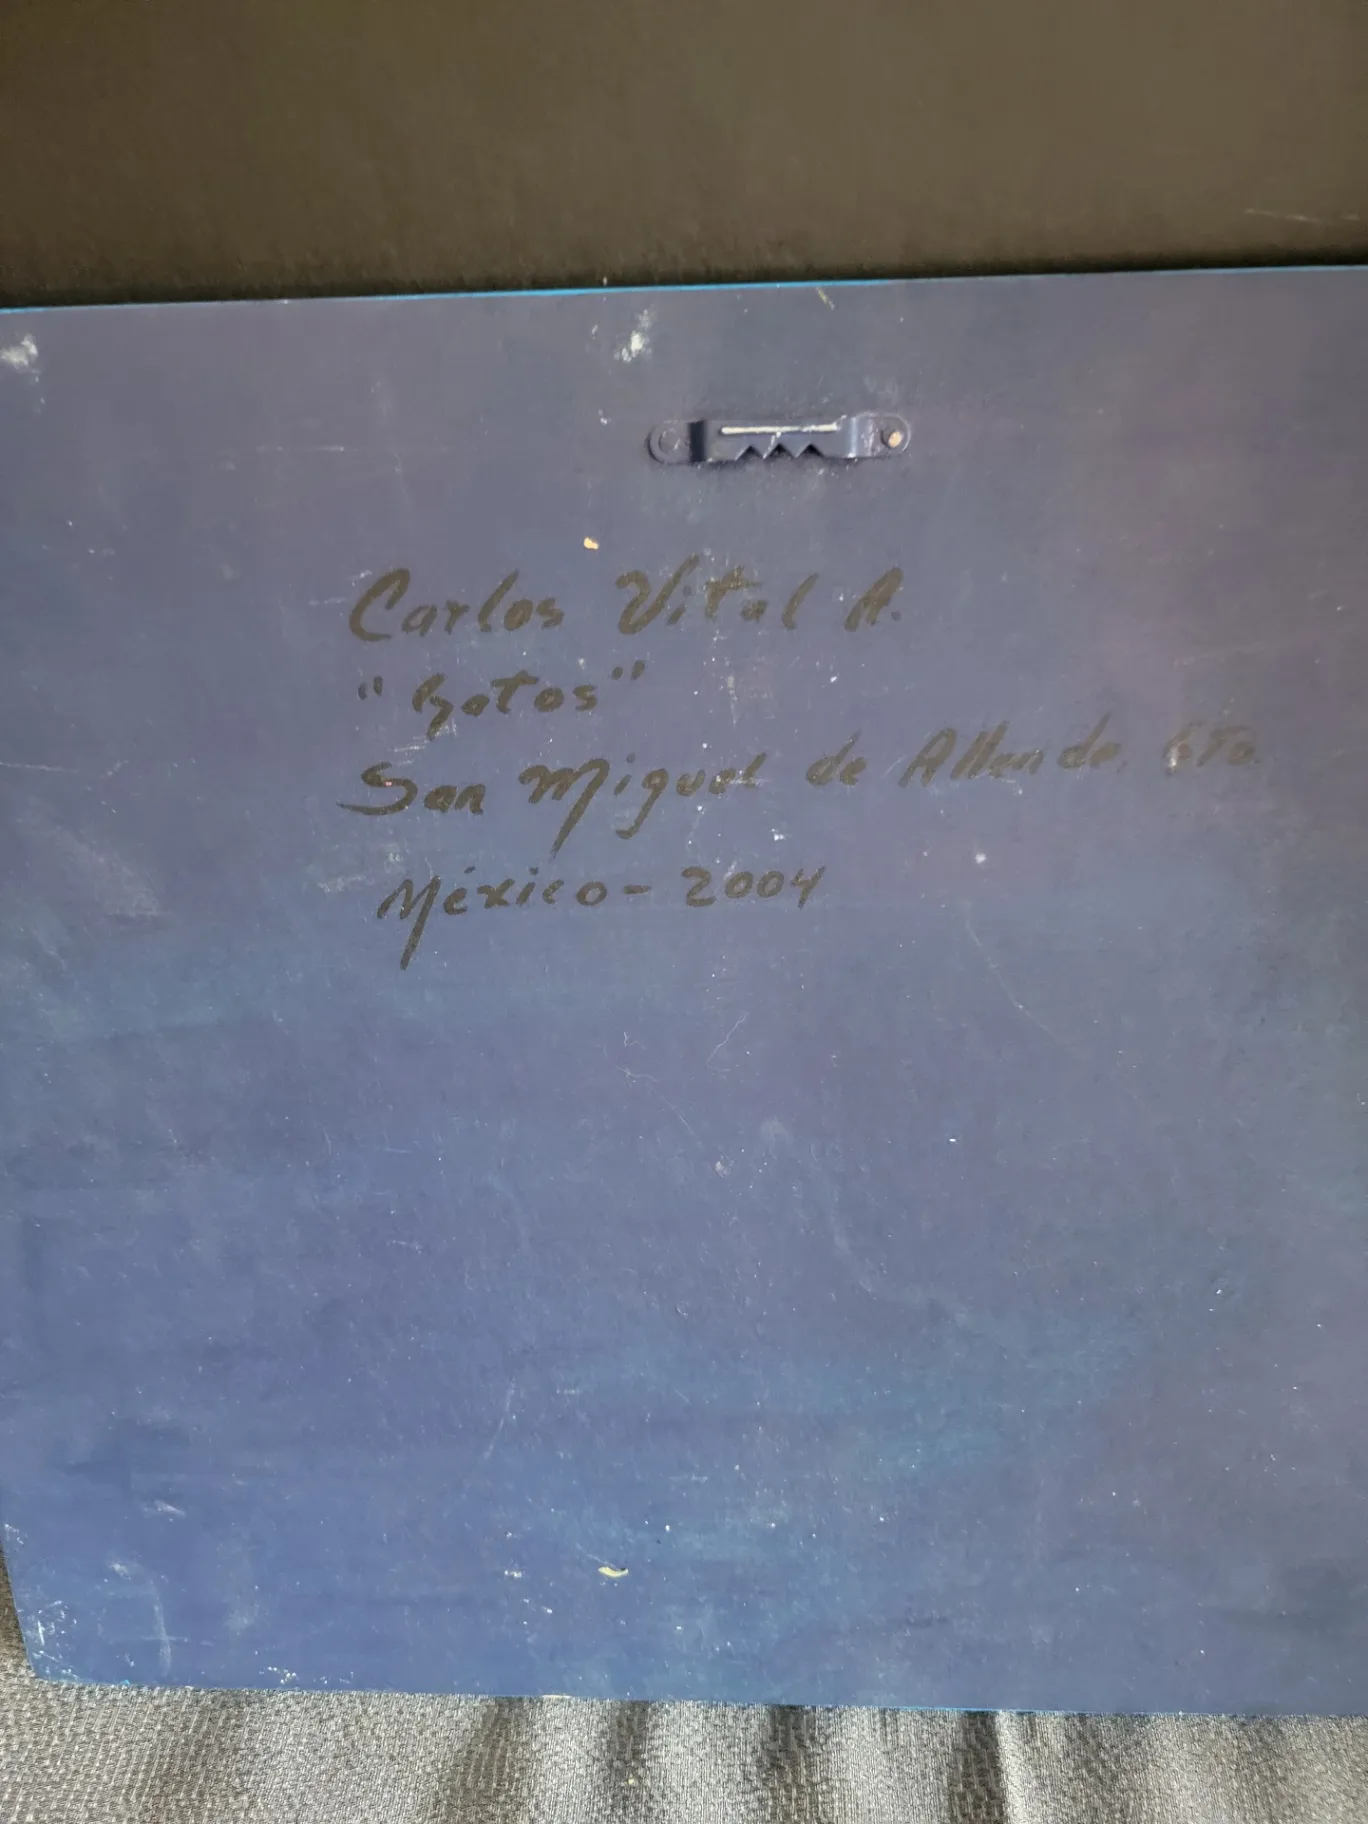 Carlos Vital A.
"Gatos"
San Miguel de Allende, Gto.
México - 2004